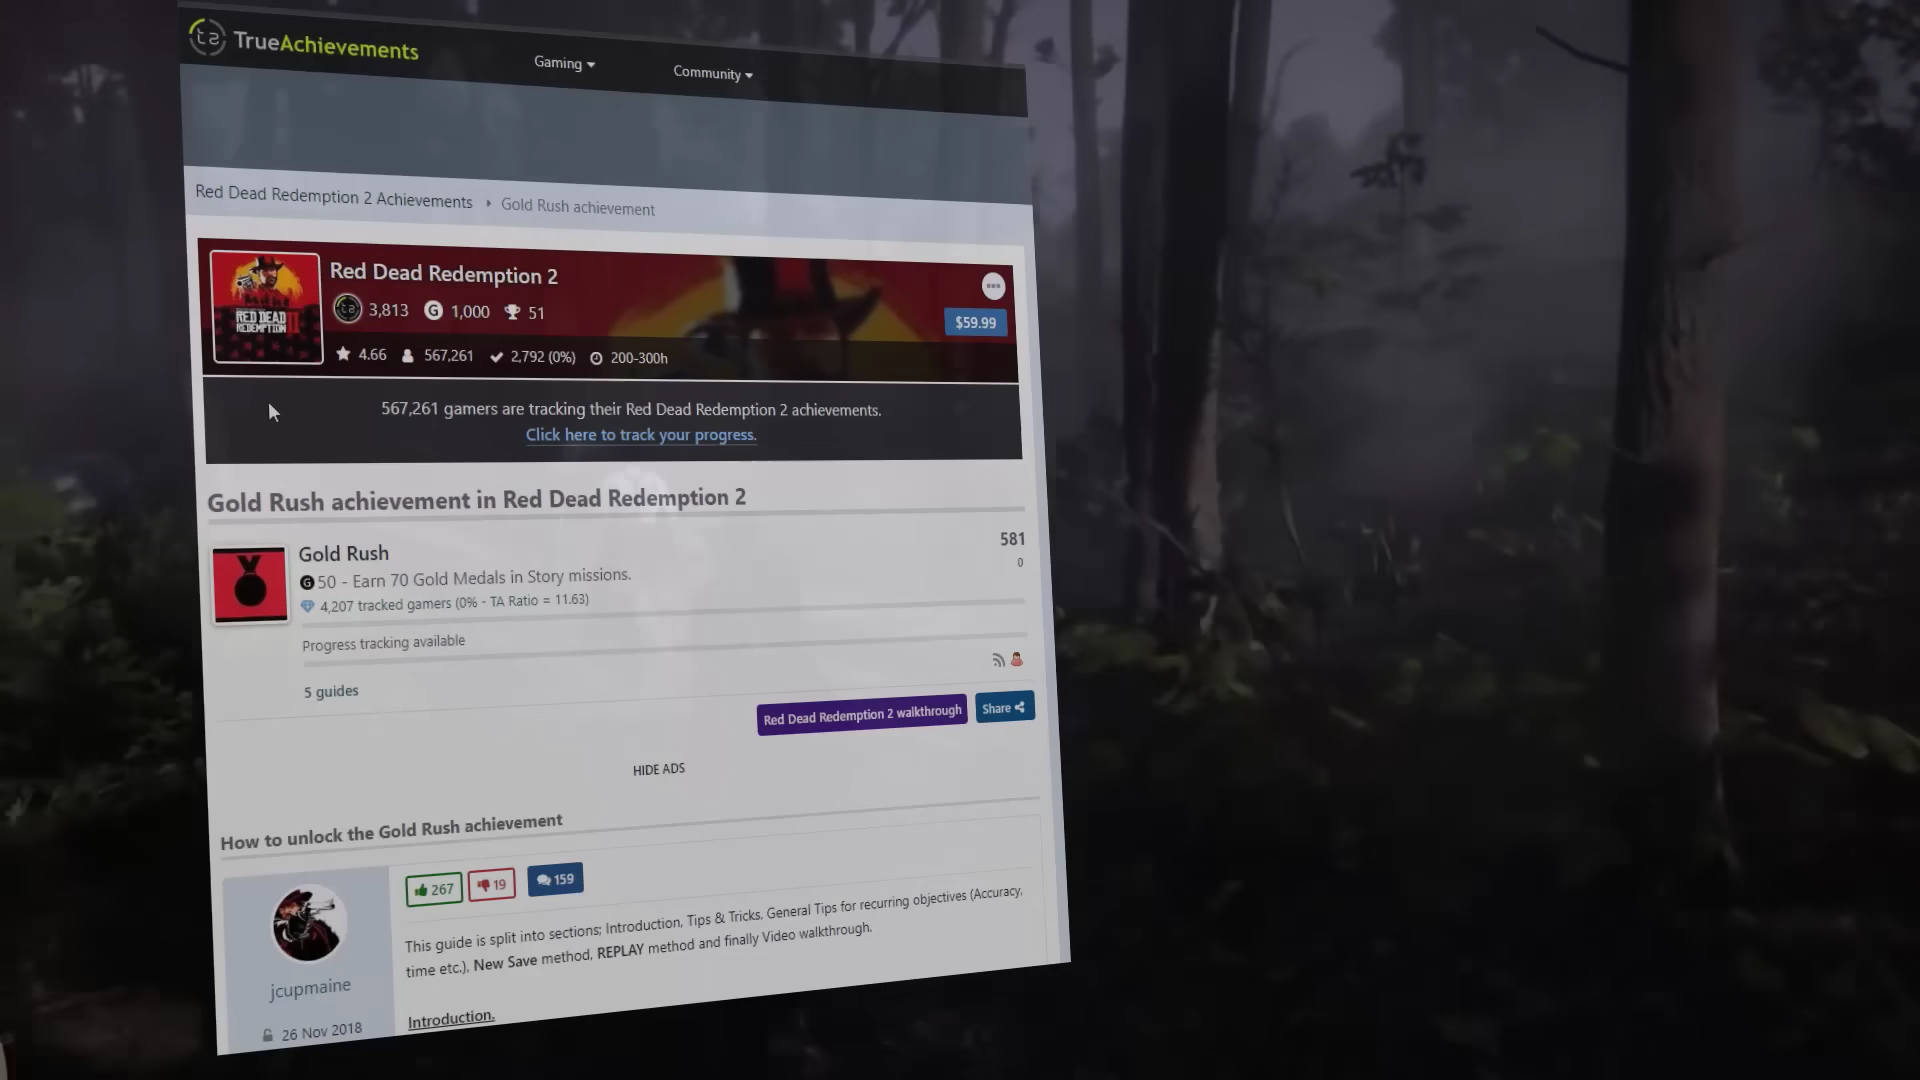 TrueAchievements
Gaming
Community
Red Dead Redemption 2 Achievements
Gold Rush achievement
RED DEAD
REDEMPTION II
Red Dead Redemption 2
3,813 G 1,000 51
$59.99
4.66 567,261 2,792 (0%) 200-300h
567,261 gamers are tracking their Red Dead Redemption 2 achievements.
Click here to track your progress.
Gold Rush achievement in Red Dead Redemption 2
Gold Rush
581
G 50 - Earn 70 Gold Medals in Story missions.
0
4,207 tracked gamers (0% - TA Ratio = 11.63)
Progress tracking available
5 guides
Red Dead Redemption 2 walkthrough
Share
HIDE ADS
How to unlock the Gold Rush achievement
267 19 159
This guide is split into sections; Introduction, Tips & Tricks, General Tips for recurring objectives (Accuracy,
time etc.), New Save method, REPLAY method and finally Video walkthrough.
jcupmaine
26 Nov 2018
Introduction.